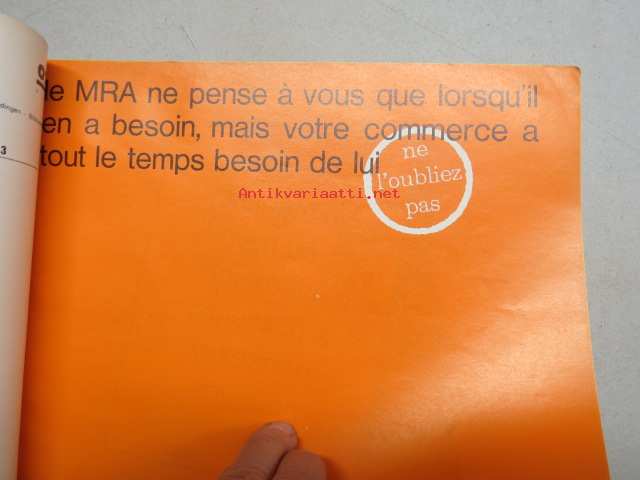 le MRA ne pense à vous que lorsqu'il
en a besoin, mais votre commerce a
tout le temps besoin de lui
ne
l'oubliez
pas
Antikvariaatti.net
3